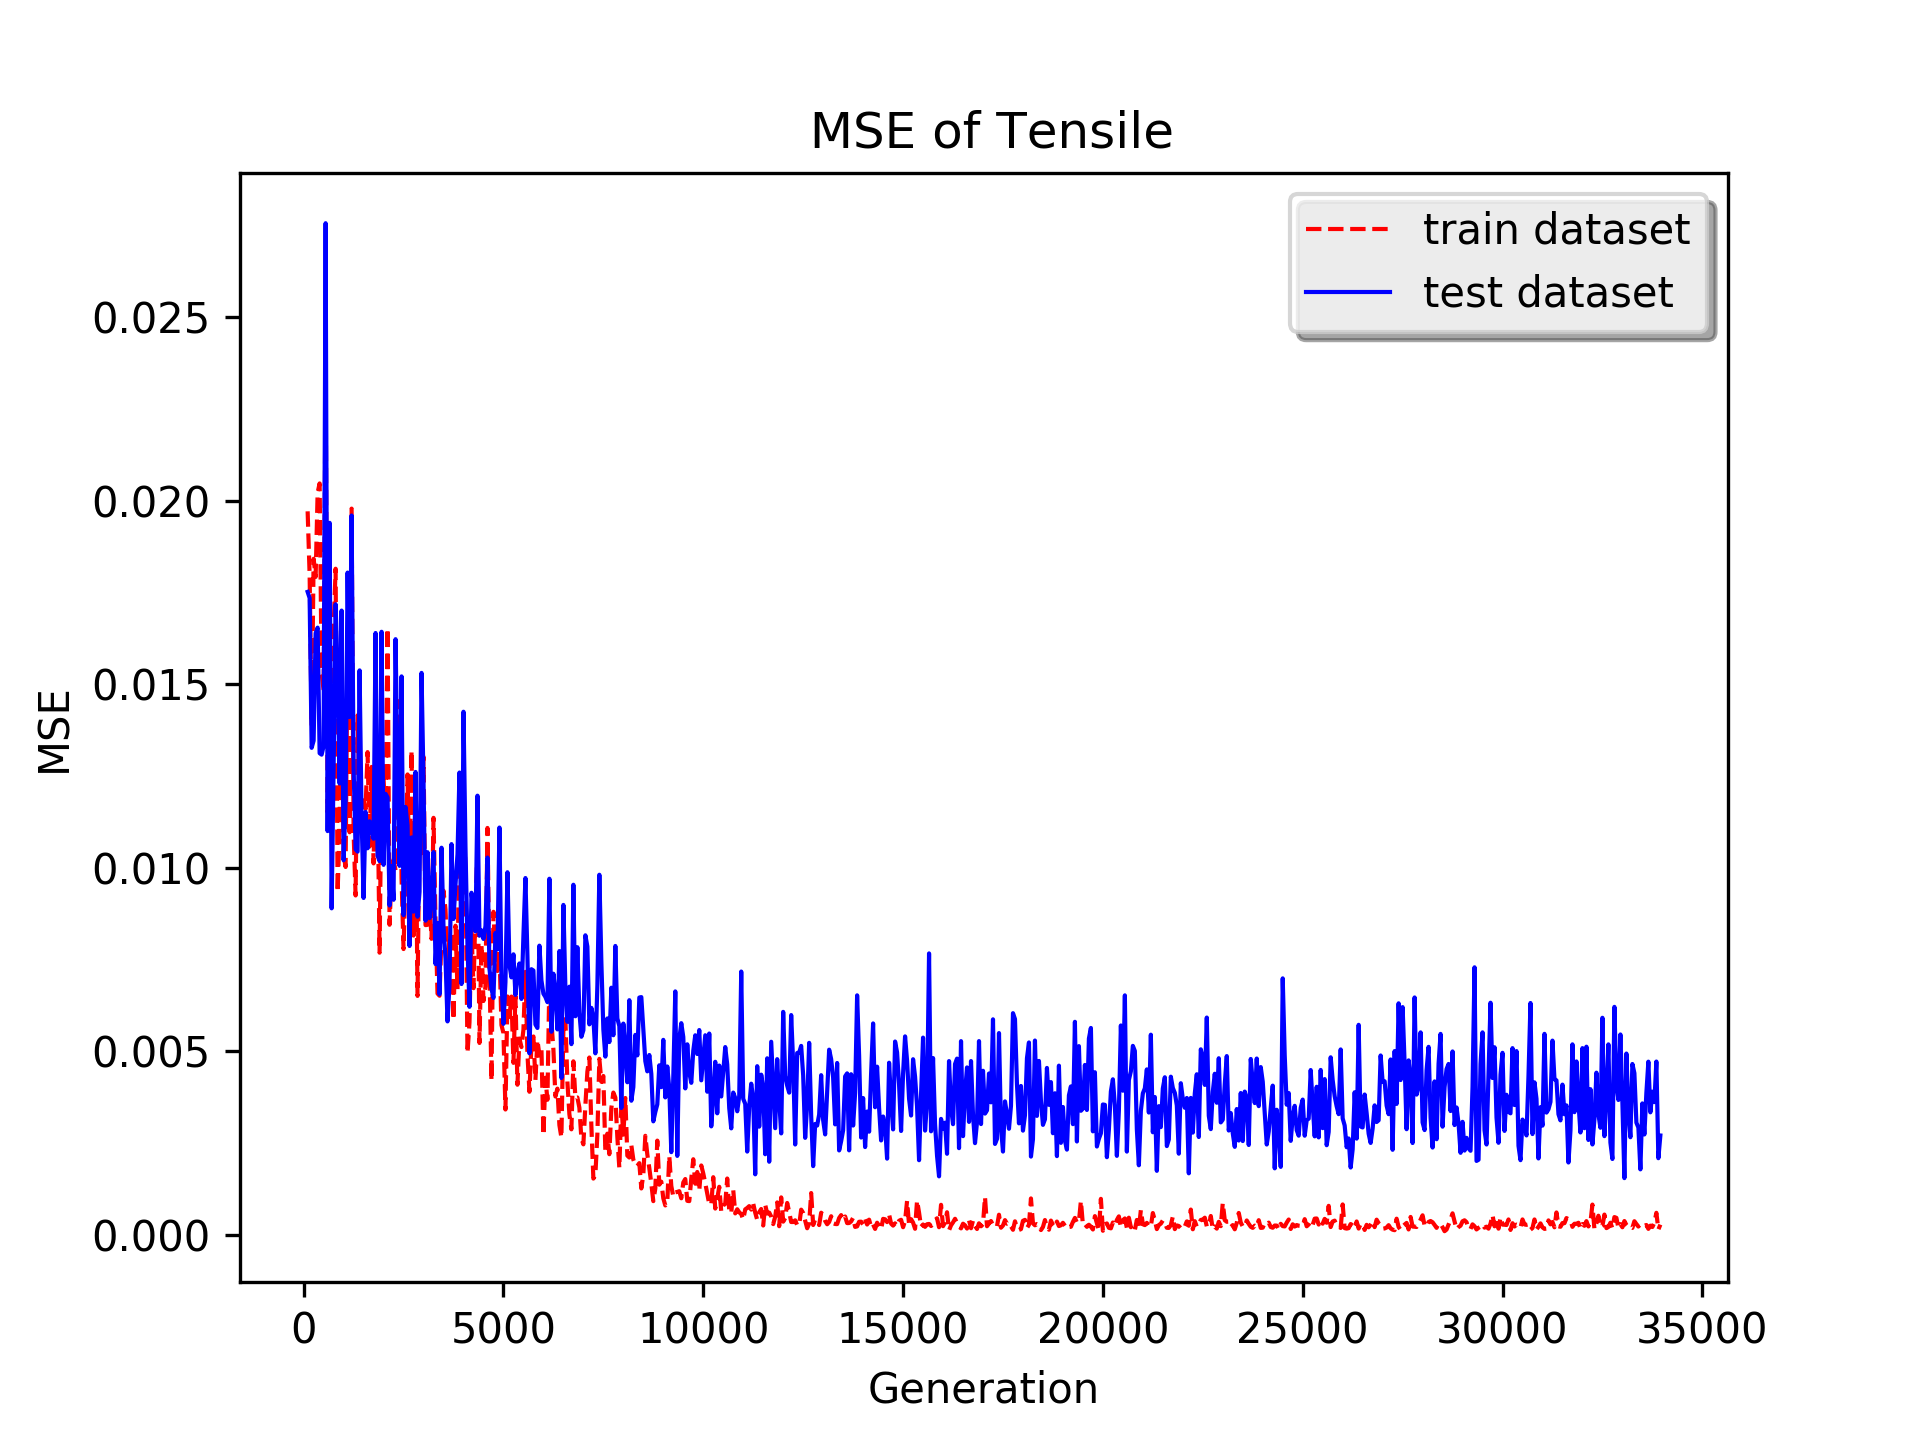 MSE of Tensile
train dataset
test dataset
MSE
0.025
0.020
0.015
0.010
0.005
0.000
0 5000 10000 15000 20000 25000 30000 35000
Generation